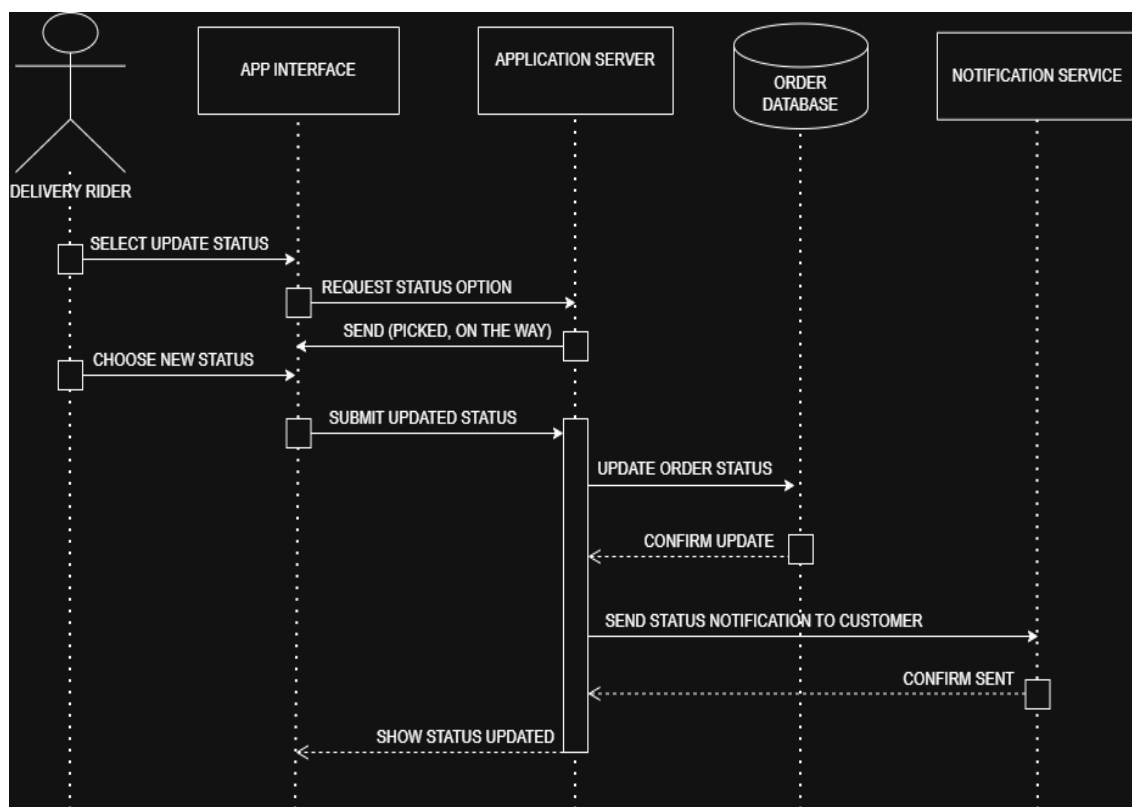 APP INTERFACE
APPLICATION SERVER
ORDER
DATABASE
NOTIFICATION SERVICE
DELIVERY RIDER
SELECT UPDATE STATUS
REQUEST STATUS OPTION
SEND (PICKED, ON THE WAY)
CHOOSE NEW STATUS
SUBMIT UPDATED STATUS
UPDATE ORDER STATUS
CONFIRM UPDATE
SEND STATUS NOTIFICATION TO CUSTOMER
CONFIRM SENT
SHOW STATUS UPDATED